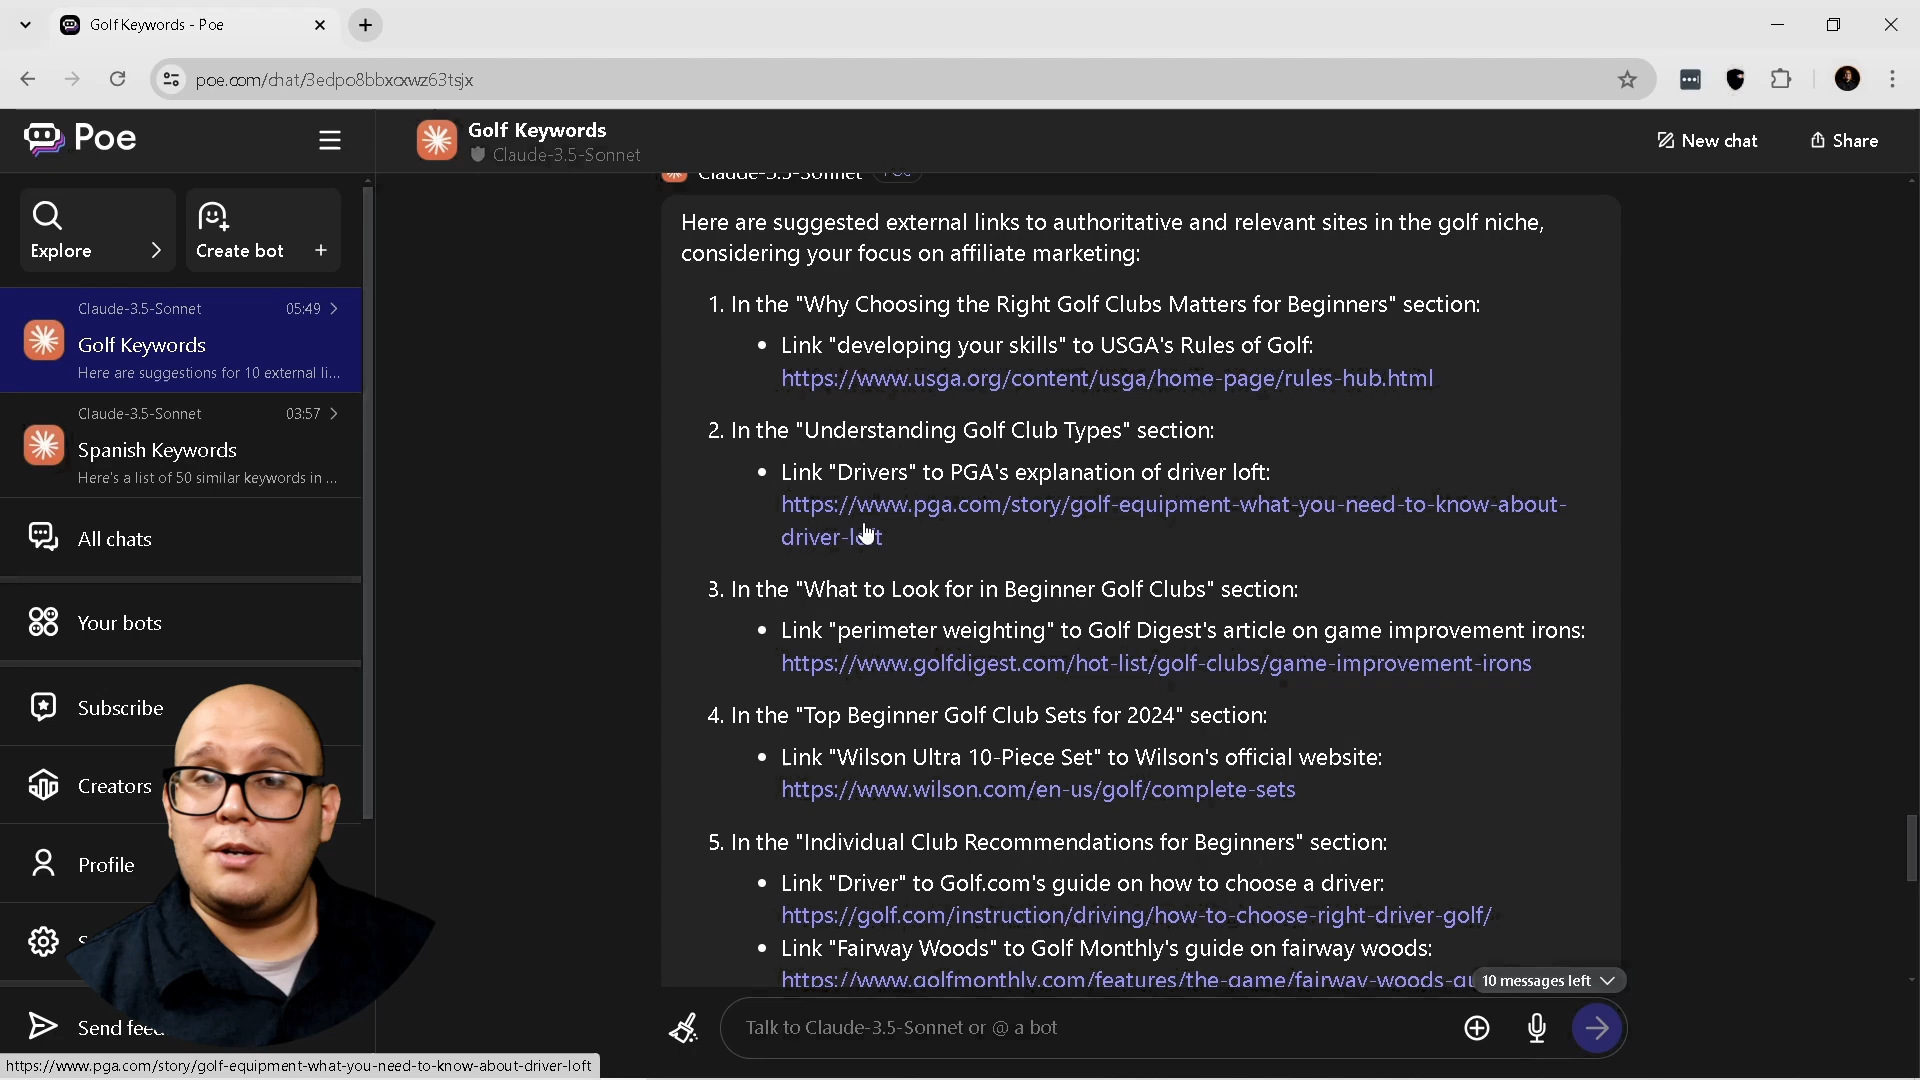 Golf Keywords - Poe
poe.com/chat/3edpo8bbxcxwz63tsjx
Poe
Golf Keywords
Claude-3.5-Sonnet
New chat
Share
Explore
Create bot
Claude-3.5-Sonnet 05:49
Golf Keywords
Here are suggestions for 10 external li...
Claude-3.5-Sonnet 03:57
Spanish Keywords
Here's a list of 50 similar keywords in ...
All chats
Your bots
Subscribe
Creators
Profile
Send
https://www.pga.com/story/golf-equipment-what-you-need-to-know-about-driver-loft
Claude-3.5-Sonnet
Here are suggested external links to authoritative and relevant sites in the golf niche,
considering your focus on affiliate marketing:
1. In the "Why Choosing the Right Golf Clubs Matters for Beginners" section:
• Link "developing your skills" to USGA's Rules of Golf:
https://www.usga.org/content/usga/home-page/rules-hub.html
2. In the "Understanding Golf Club Types" section:
• Link "Drivers" to PGA's explanation of driver loft:
https://www.pga.com/story/golf-equipment-what-you-need-to-know-about-
driver-loft
3. In the "What to Look for in Beginner Golf Clubs" section:
• Link "perimeter weighting" to Golf Digest's article on game improvement irons:
https://www.golfdigest.com/hot-list/golf-clubs/game-improvement-irons
4. In the "Top Beginner Golf Club Sets for 2024" section:
• Link "Wilson Ultra 10-Piece Set" to Wilson's official website:
https://www.wilson.com/en-us/golf/complete-sets
5. In the "Individual Club Recommendations for Beginners" section:
• Link "Driver" to Golf.com's guide on how to choose a driver:
https://golf.com/instruction/driving/how-to-choose-right-driver-golf/
• Link "Fairway Woods" to Golf Monthly's guide on fairway woods:
https://www.golfmonthly.com/features/the-game/fairway-woods-gu
10 messages left
Talk to Claude-3.5-Sonnet or @ a bot